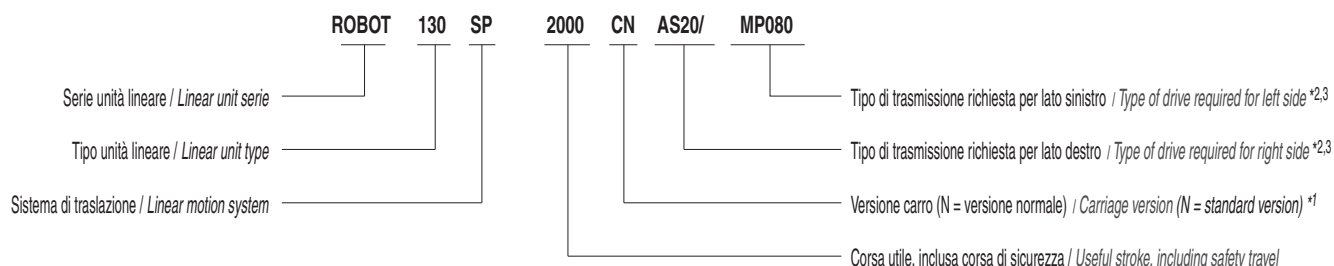 ROBOT 130 SP 2000 CN AS20/ MP080
Serie unità lineare / Linear unit serie
Tipo di trasmissione richiesta per lato sinistro / Type of drive required for left side *2,3
Tipo unità lineare / Linear unit type
Tipo di trasmissione richiesta per lato destro / Type of drive required for right side *2,3
Sistema di traslazione / Linear motion system
Versione carro (N = versione normale) / Carriage version (N = standard version) *1
Corsa utile, inclusa corsa di sicurezza / Useful stroke, including safety travel